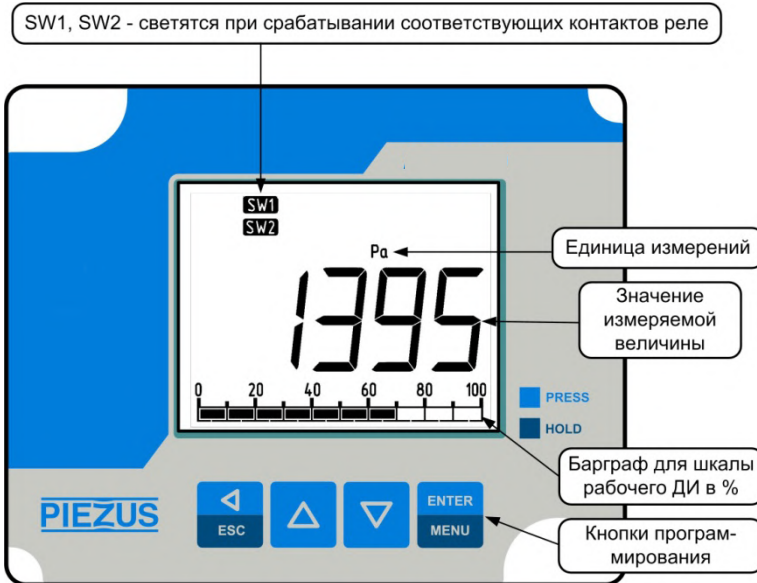 SW1, SW2 - светятся при срабатывании соответствующих контактов реле
SW1
SW2
Pa
Единица измерений
1395
Значение
измеряемой
величины
0 20 40 60 80 100
PRESS
HOLD
Барграф для шкалы
рабочего ДИ в %
PIEZUS
ESC
ENTER
MENU
Кнопки програм-
мирования